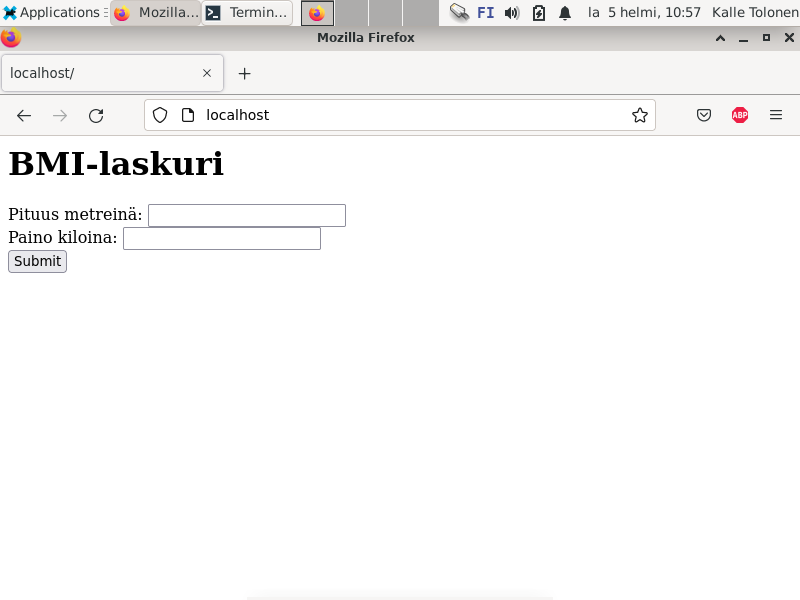 Applications Mozilla... Termin... FI la 5 helmi, 10:57 Kalle Tolonen
Mozilla Firefox
localhost/
localhost ABP
BMI-laskuri
Pituus metreinä:
Paino kiloina:
Submit